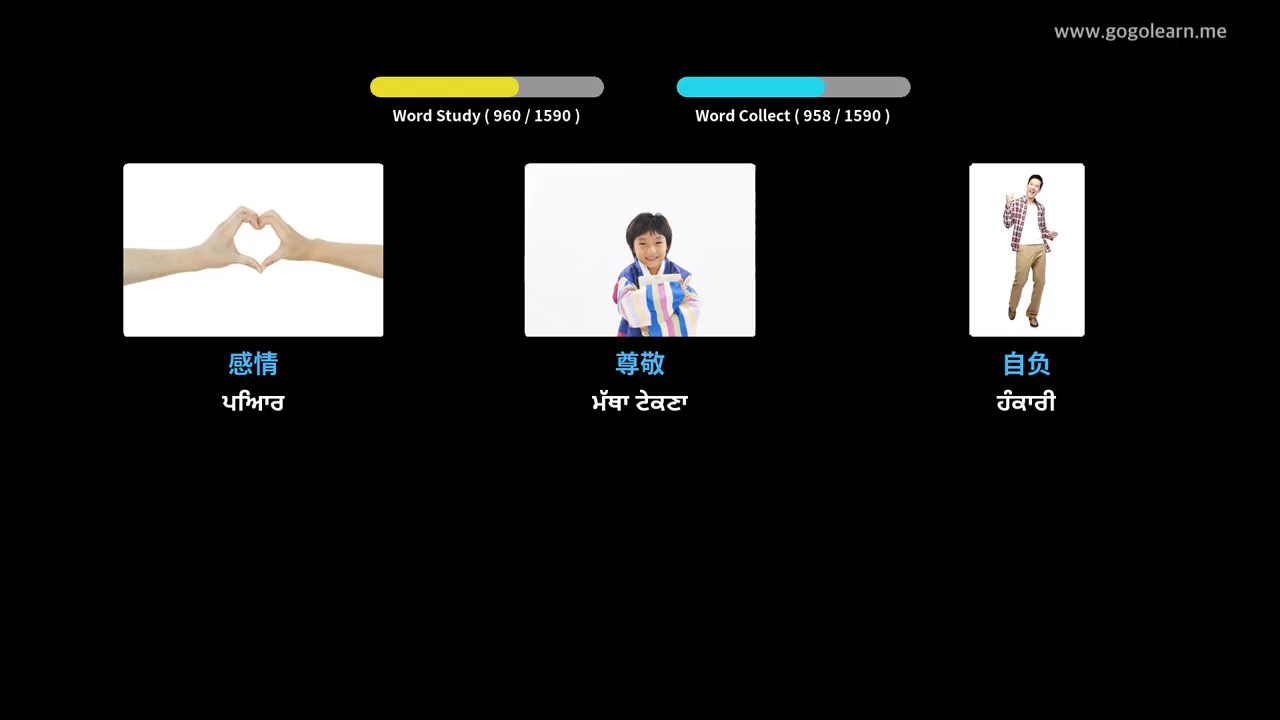 www.gogolearn.me
Word Study ( 960 / 1590 )
Word Collect ( 958 / 1590 )
感情
尊敬
自负
ਪਿਆਰ
ਮੱਥਾ ਟੇਕਣਾ
ਹੰਕਾਰੀ